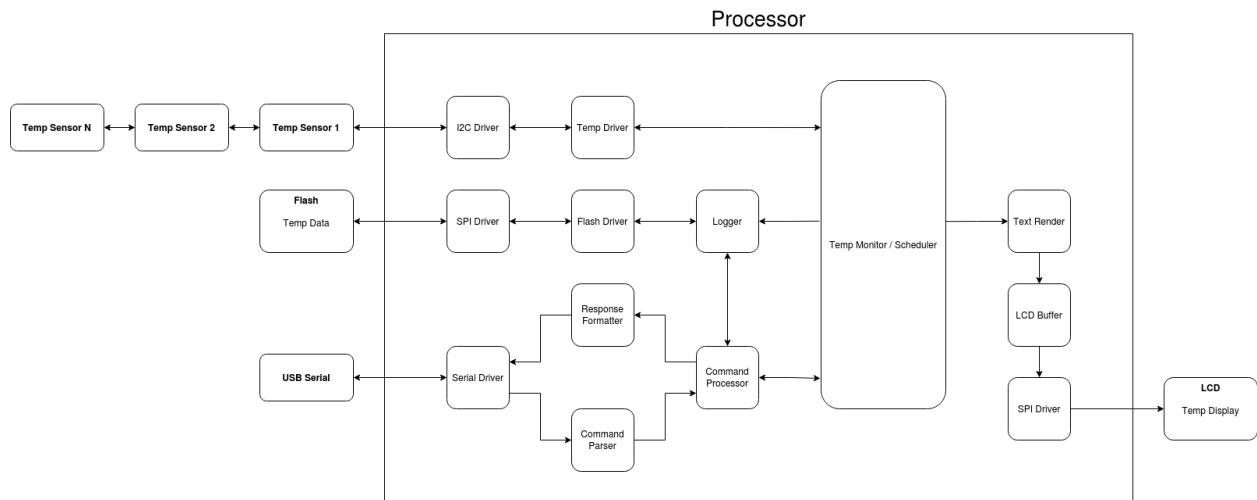 Processor
Temp Sensor N
Temp Sensor 2
Temp Sensor 1
I2C Driver
Temp Driver
Flash
Temp Data
SPI Driver
Flash Driver
Logger
Temp Monitor / Scheduler
Text Render
Response
Formatter
LCD Buffer
USB Serial
Serial Driver
Command
Processor
Command
Parser
SPI Driver
LCD
Temp Display